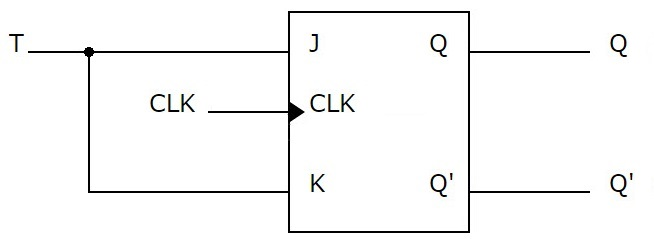 T J Q Q
CLK CLK
K Q' Q'